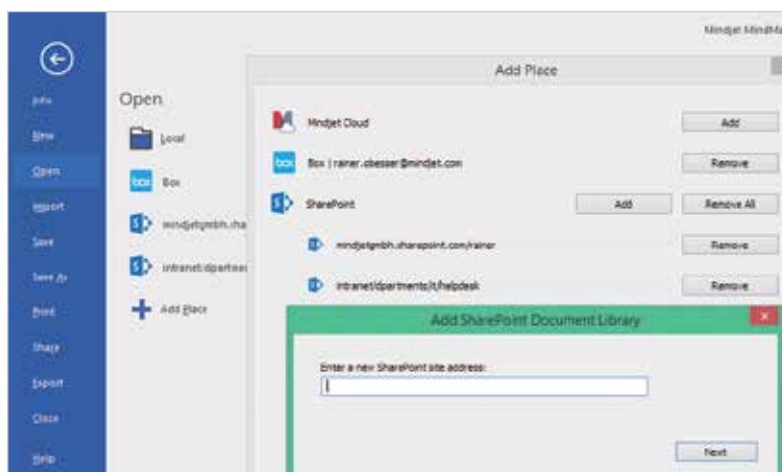 Mindjet MindMa
Add Place
Info
New
Open
Import
Save
Save As
Print
Share
Export
Close
Help
Open
Local
box
Box
mindjetgmbh.sha
intranet/dpartmen
Add Place
Mindjet Cloud
Add
box
Box | rainer.obesser@mindjet.com
Remove
SharePoint
Add
Remove All
mindjetgmbh.sharepoint.com/rainer
Remove
intranet/dpartments/it/helpdesk
Remove
Add SharePoint Document Library
Enter a new SharePoint site address:
Next